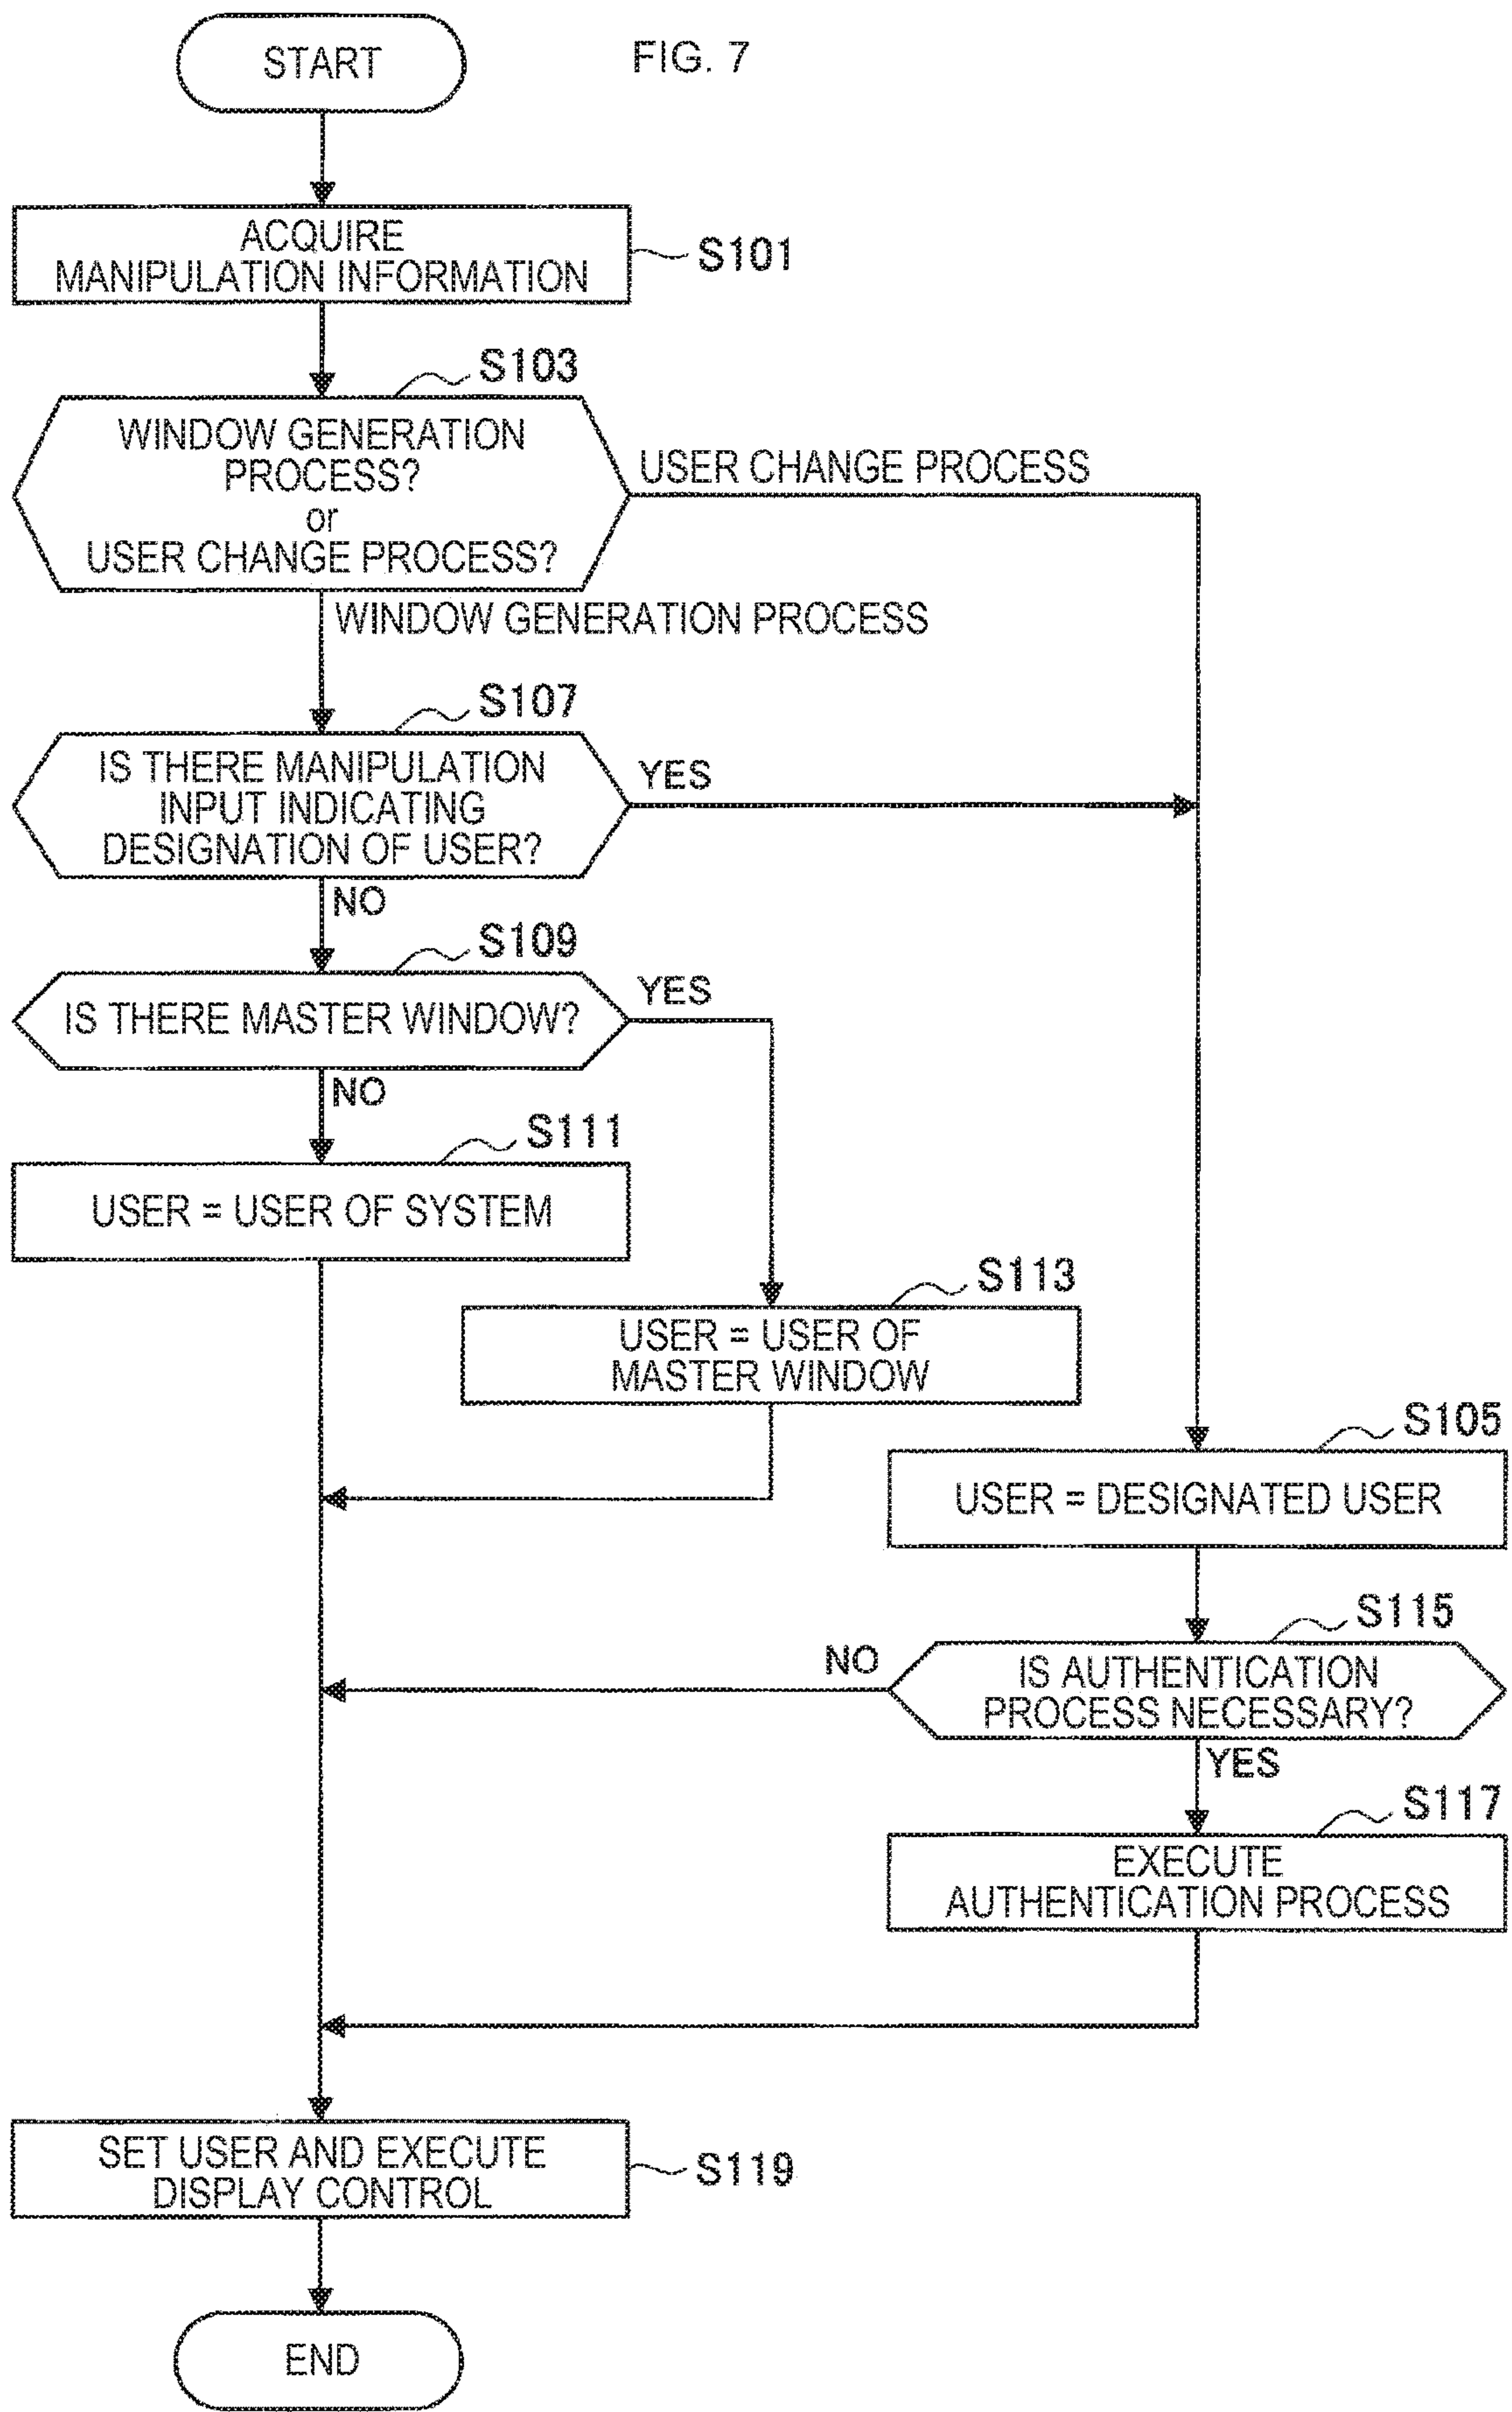 START
FIG. 7
ACQUIRE
MANIPULATION INFORMATION
S101
S103
WINDOW GENERATION
PROCESS?
or
USER CHANGE PROCESS?
USER CHANGE PROCESS
WINDOW GENERATION PROCESS
S107
IS THERE MANIPULATION
INPUT INDICATING
DESIGNATION OF USER?
YES
NO
S109
IS THERE MASTER WINDOW?
YES
NO
S111
USER = USER OF SYSTEM
S113
USER = USER OF
MASTER WINDOW
S105
USER = DESIGNATED USER
S115
IS AUTHENTICATION
PROCESS NECESSARY?
NO
YES
S117
EXECUTE
AUTHENTICATION PROCESS
SET USER AND EXECUTE
DISPLAY CONTROL
S119
END